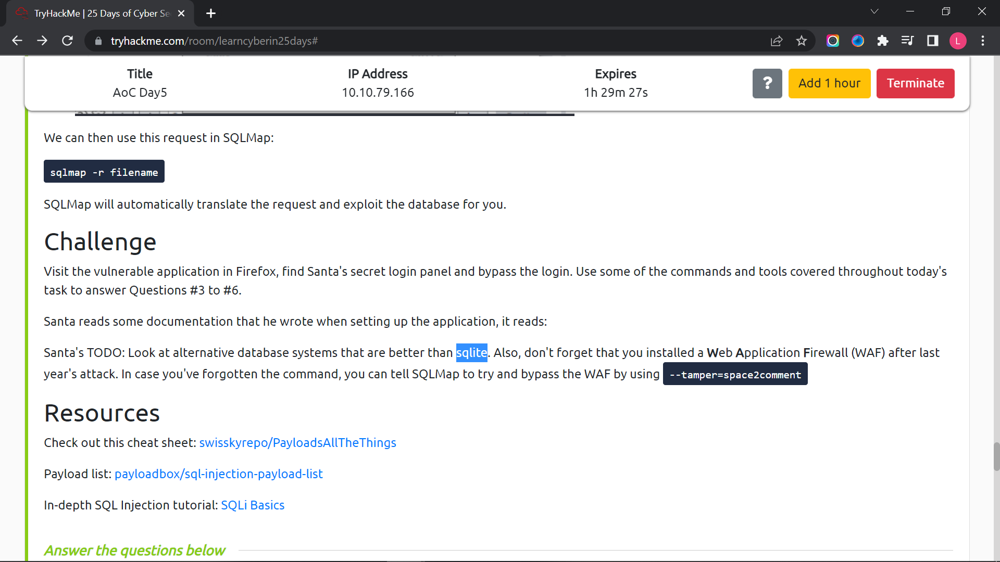 TryHackMe | 25 Days of Cyber Se
tryhackme.com/room/learncyberin25days#
L
Title
AoC Day5
IP Address
10.10.79.166
Expires
1h 29m 27s
?
Add 1 hour
Terminate
We can then use this request in SQLMap:
sqlmap -r filename
SQLMap will automatically translate the request and exploit the database for you.
Challenge
Visit the vulnerable application in Firefox, find Santa's secret login panel and bypass the login. Use some of the commands and tools covered throughout today's
task to answer Questions #3 to #6.
Santa reads some documentation that he wrote when setting up the application, it reads:
Santa's TODO: Look at alternative database systems that are better than sqlite. Also, don't forget that you installed a Web Application Firewall (WAF) after last
year's attack. In case you've forgotten the command, you can tell SQLMap to try and bypass the WAF by using --tamper=space2comment
Resources
Check out this cheat sheet: swisskyrepo/PayloadsAllTheThings
Payload list: payloadbox/sql-injection-payload-list
In-depth SQL Injection tutorial: SQLi Basics
Answer the questions below